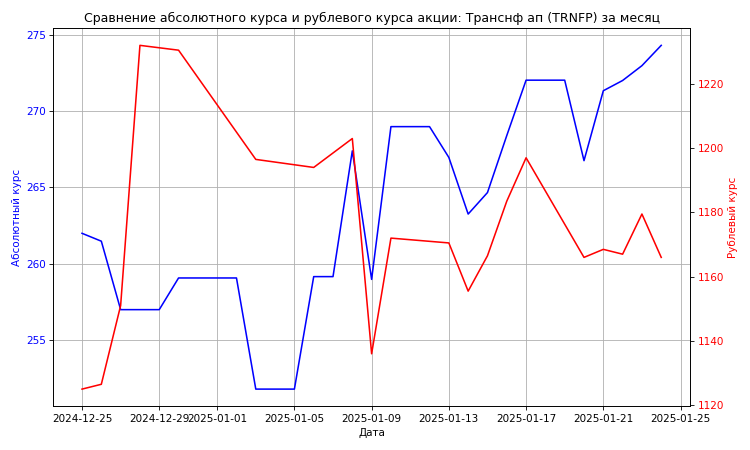 Сравнение абсолютного курса и рублевого курса акции: Транснф ап (TRNFP) за месяц
275
270
265
260
255
Абсолютный курс
1220
1200
1180
1160
1140
1120
Рублевый курс
2024-12-25 2024-12-29 2025-01-01 2025-01-05 2025-01-09 2025-01-13 2025-01-17 2025-01-21 2025-01-25
Дата